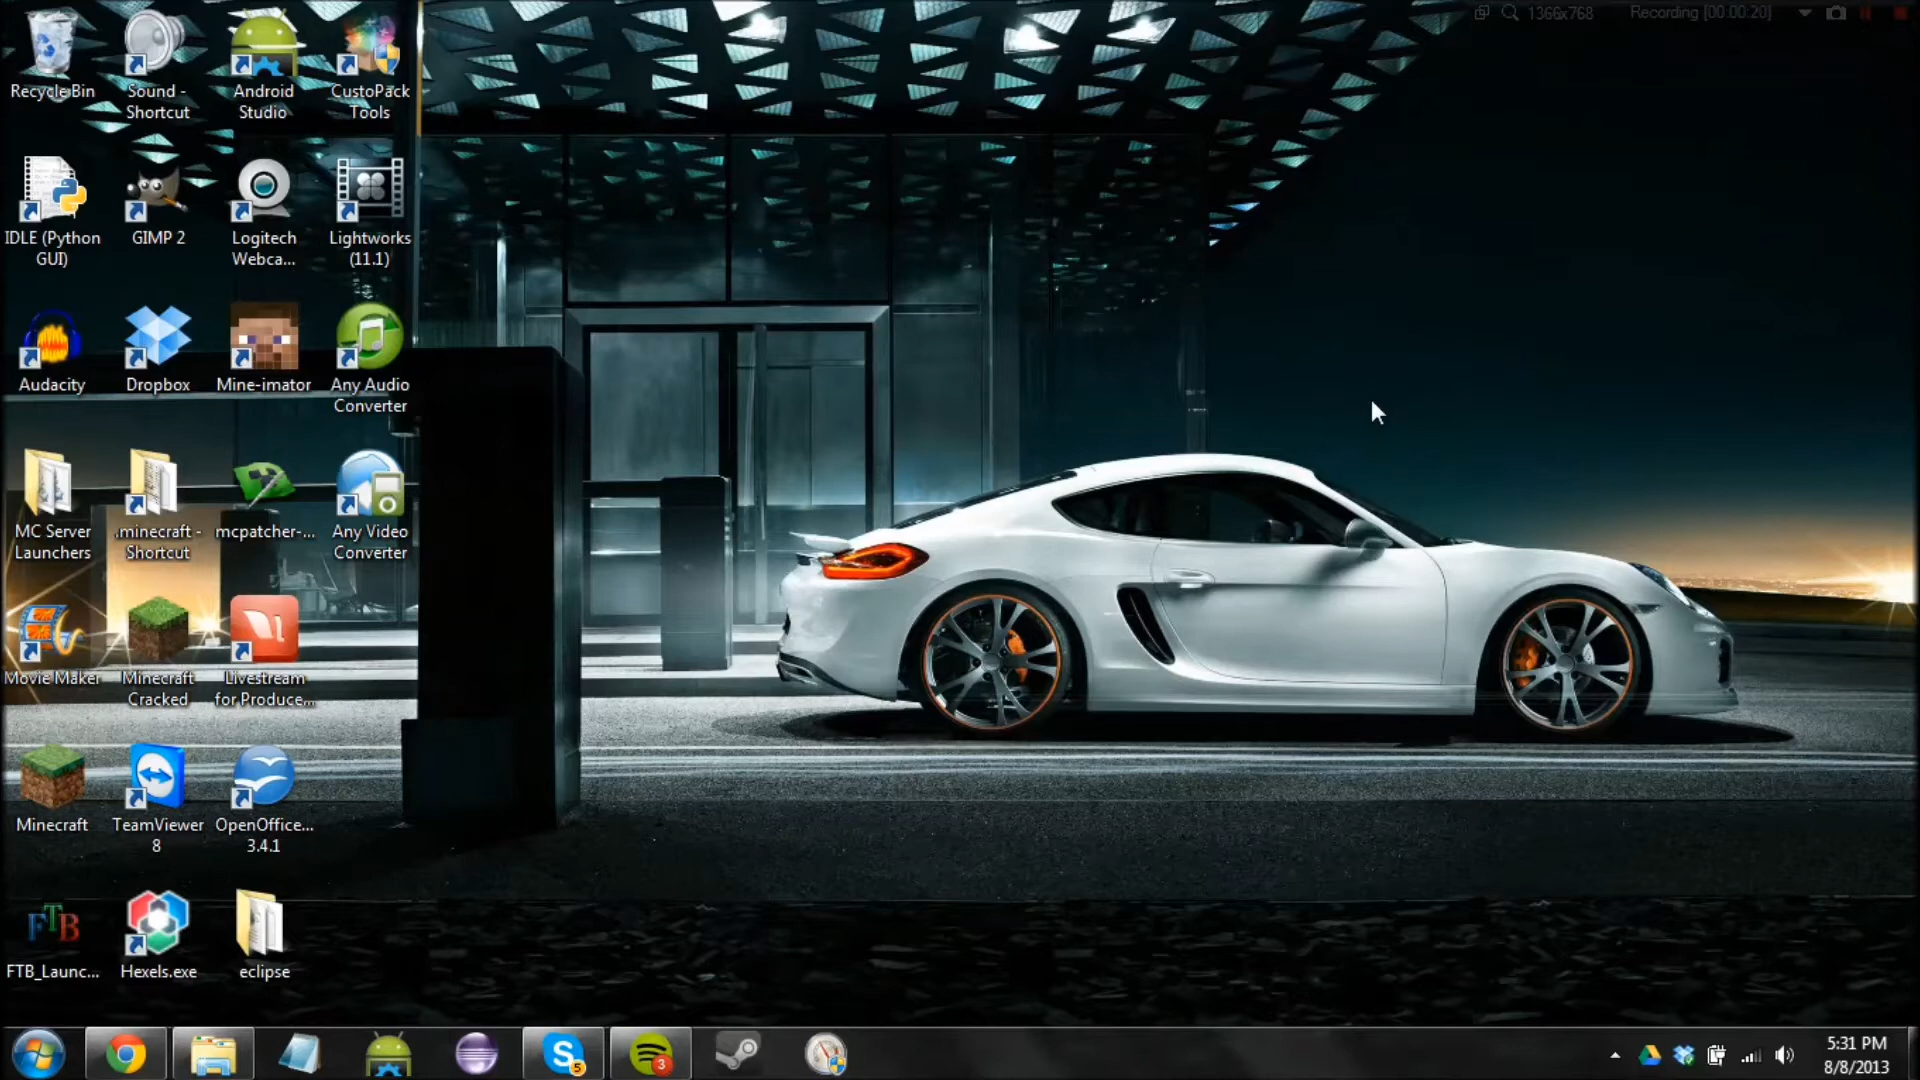 1366x768 Recording [00:00:20]
Recycle Bin
Sound -
Shortcut
Android
Studio
CustoPack
Tools
IDLE (Python
GUI)
GIMP 2
Logitech
Webca...
Lightworks
(11.1)
Audacity
Dropbox
Mine-imator
Any Audio
Converter
MC Server
Launchers
.minecraft -
Shortcut
mcpatcher-...
Any Video
Converter
Movie Maker
Minecraft
Cracked
Livestream
for Produce...
Minecraft
TeamViewer
8
OpenOffice...
3.4.1
FTB
FTB_Launc...
Hexels.exe
eclipse
S
5
3
5:31 PM
8/8/2013